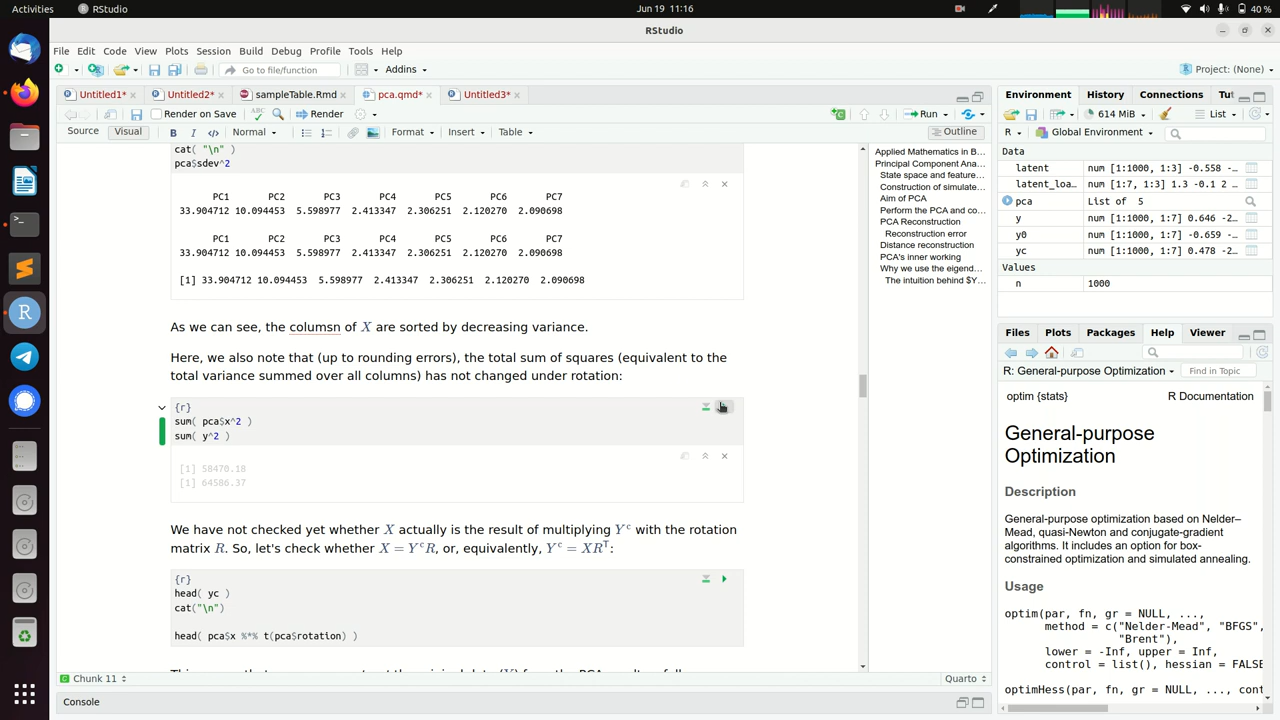 Activities RStudio Jun 19 11:16 40 %
RStudio
File Edit Code View Plots Session Build Debug Profile Tools Help
Go to file/function Addins Project: (None)
Untitled1* Untitled2* sampleTable.Rmd pca.qmd* Untitled3*
Render on Save ABC Render Run
Source Visual B I </> Normal Format Insert Table Outline
cat( "\n" )
pca$sdev^2
PC1 PC2 PC3 PC4 PC5 PC6 PC7
33.904712 10.094453 5.598977 2.413347 2.306251 2.120270 2.090698
PC1 PC2 PC3 PC4 PC5 PC6 PC7
33.904712 10.094453 5.598977 2.413347 2.306251 2.120270 2.090698
[1] 33.904712 10.094453 5.598977 2.413347 2.306251 2.120270 2.090698
As we can see, the columsn of X are sorted by decreasing variance.
Here, we also note that (up to rounding errors), the total sum of squares (equivalent to the
total variance summed over all columns) has not changed under rotation:
{r}
sum( pca$x^2 )
sum( y^2 )
[1] 58470.18
[1] 64586.37
We have not checked yet whether X actually is the result of multiplying Y^c with the rotation
matrix R. So, let's check whether X = Y^c R, or, equivalently, Y^c = XR^T:
{r}
head( yc )
cat("\n")
head( pca$x %*% t(pca$rotation) )
Chunk 11 Quarto
Console
Applied Mathematics in B...
Principal Component Ana...
State space and feature...
Construction of simulate...
Aim of PCA
Perform the PCA and co...
PCA Reconstruction
Reconstruction error
Distance reconstruction
PCA's inner working
Why we use the eigend...
The intuition behind $Y...
Environment History Connections Tut
614 MiB List
R Global Environment
Data
latent num [1:1000, 1:3] -0.558 -...
latent_loa... num [1:7, 1:3] 1.3 -0.1 2 ...
pca List of 5
y num [1:1000, 1:7] 0.646 -2...
y0 num [1:1000, 1:7] -0.659 -...
yc num [1:1000, 1:7] 0.478 -2...
Values
n 1000
Files Plots Packages Help Viewer
R: General-purpose Optimization Find in Topic
optim {stats} R Documentation
General-purpose
Optimization
Description
General-purpose optimization based on Nelder–
Mead, quasi-Newton and conjugate-gradient
algorithms. It includes an option for box-
constrained optimization and simulated annealing.
Usage
optim(par, fn, gr = NULL, ...,
method = c("Nelder-Mead", "BFGS",
"Brent"),
lower = -Inf, upper = Inf,
control = list(), hessian = FALSE
optimHess(par, fn, gr = NULL, ..., cont